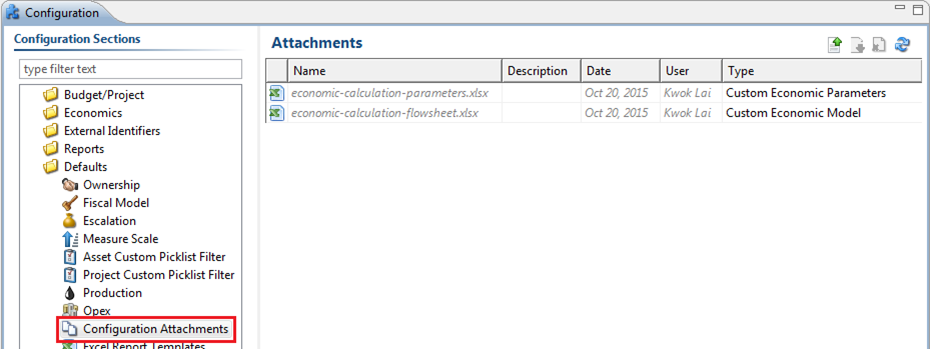 Configuration
Configuration Sections
type filter text
Budget/Project
Economics
External Identifiers
Reports
Defaults
Ownership
Fiscal Model
Escalation
Measure Scale
Asset Custom Picklist Filter
Project Custom Picklist Filter
Production
Opex
Configuration Attachments
Excel Report Templates
Attachments
Name Description Date User Type
economic-calculation-parameters.xlsx Oct 20, 2015 Kwok Lai Custom Economic Parameters
economic-calculation-flowsheet.xlsx Oct 20, 2015 Kwok Lai Custom Economic Model